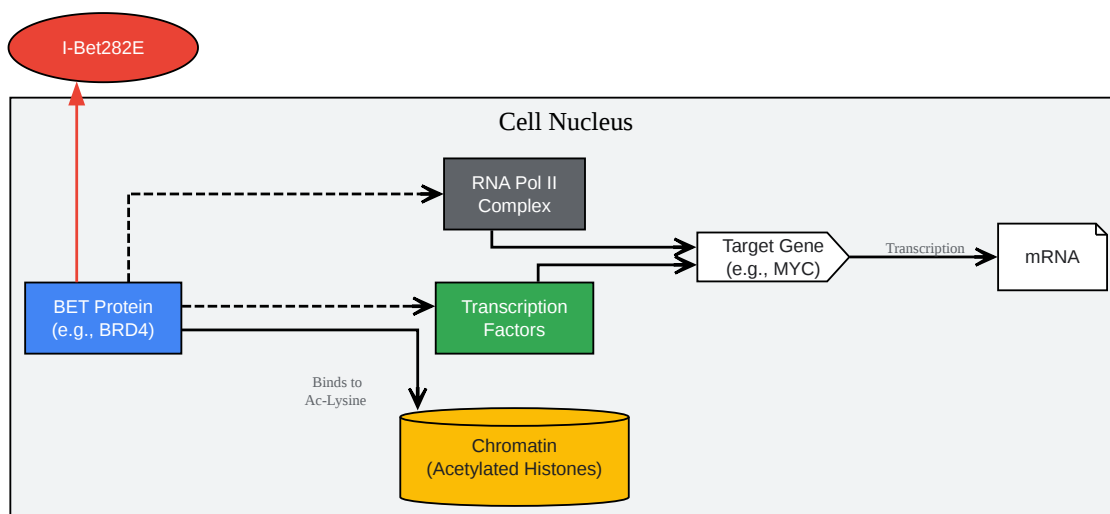 I-Bet282E
Cell Nucleus
RNA Pol II
Complex
Target Gene
(e.g., MYC)
Transcription
mRNA
BET Protein
(e.g., BRD4)
Transcription
Factors
Binds to
Ac-Lysine
Chromatin
(Acetylated Histones)